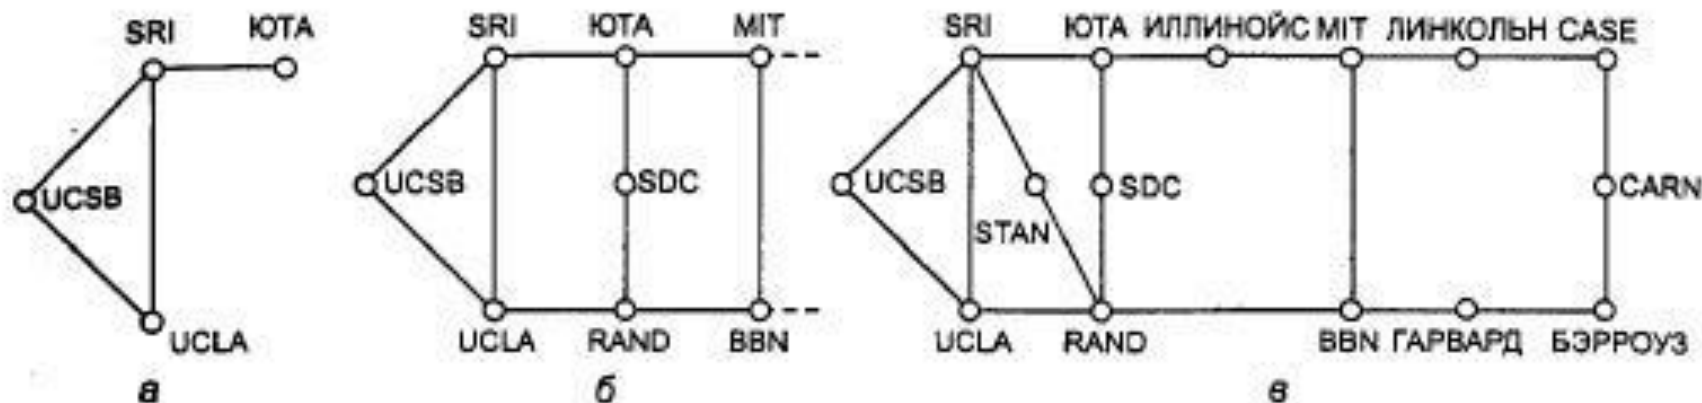 SRI ЮТА
UCSB
UCLA
а
SRI ЮТА MIT
UCSB SDC
UCLA RAND BBN
б
SRI ЮТА ИЛЛИНОЙС MIT ЛИНКОЛЬН CASE
UCSB SDC CARN
STAN
UCLA RAND BBN ГАРВАРД БЭРРОУЗ
в